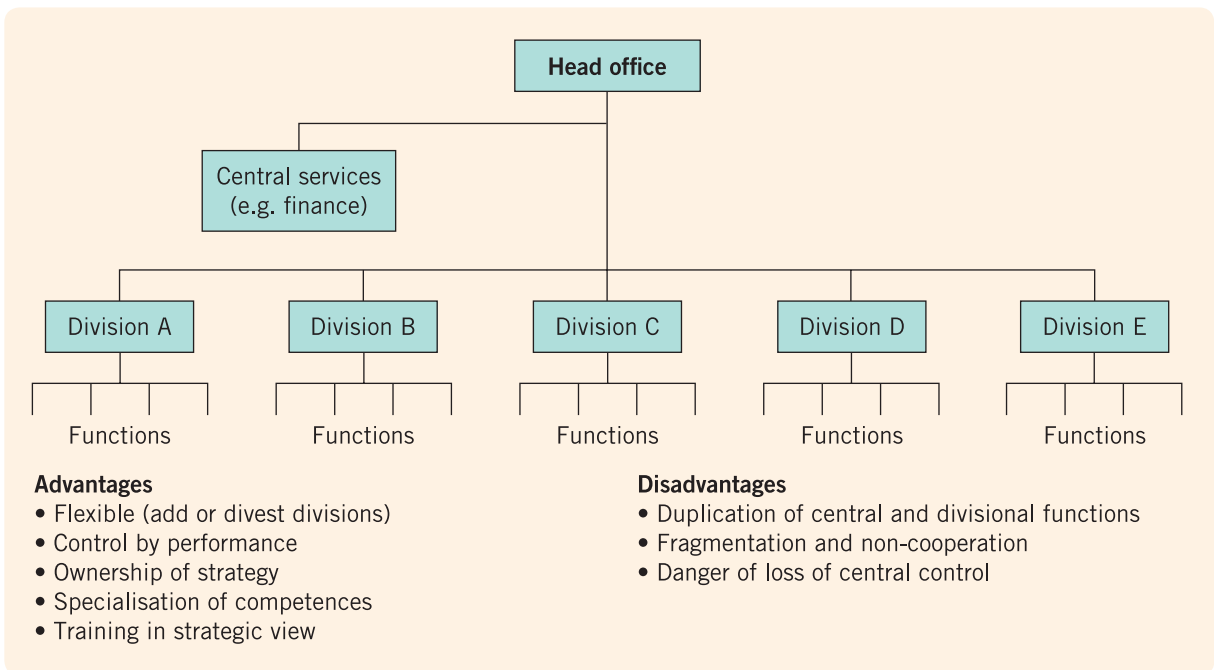 Head office
Central services
(e.g. finance)
Division A
Division B
Division C
Division D
Division E
Functions
Functions
Functions
Functions
Functions
Advantages
• Flexible (add or divest divisions)
• Control by performance
• Ownership of strategy
• Specialisation of competences
• Training in strategic view
Disadvantages
• Duplication of central and divisional functions
• Fragmentation and non-cooperation
• Danger of loss of central control